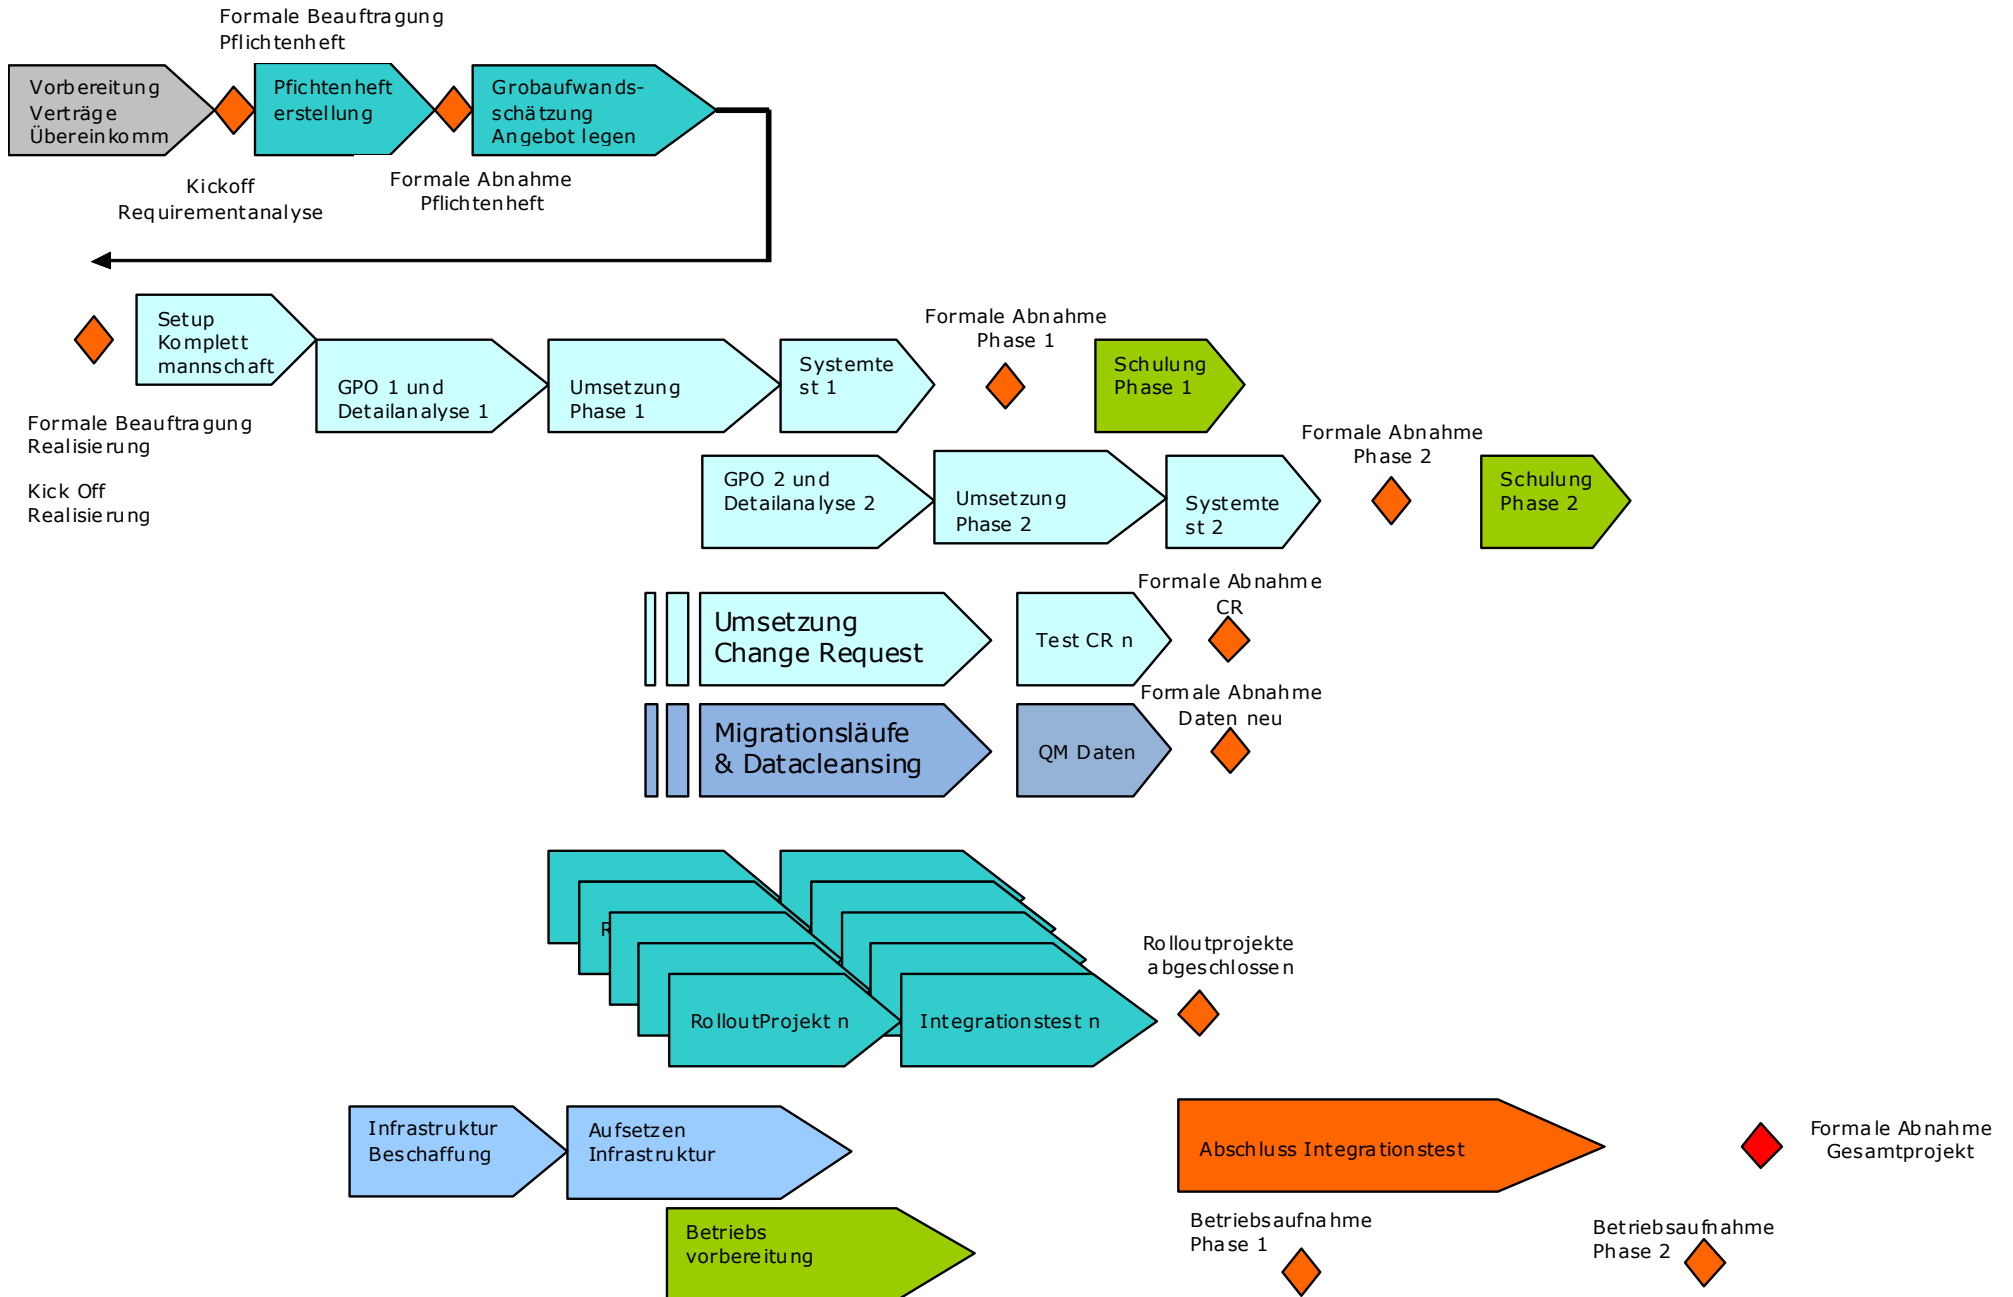 Formale Beauftragung
Pflichtenheft
Vorbereitung
Verträge
Übereinkomm
Pfichtenheft
erstellung
Grobaufwands-
schätzung
Angebot legen
Kickoff
Requirementanalyse
Formale Abnahme
Pflichtenheft
Setup
Komplett
mannschaft
GPO 1 und
Detailanalyse 1
Umsetzung
Phase 1
Systemte
st 1
Formale Abnahme
Phase 1
Schulung
Phase 1
Formale Beauftragung
Realisierung
Kick Off
Realisierung
GPO 2 und
Detailanalyse 2
Umsetzung
Phase 2
Systemte
st 2
Formale Abnahme
Phase 2
Schulung
Phase 2
Umsetzung
Change Request
Test CR n
Formale Abnahme
CR
Migrationsläufe
& Datacleansing
QM Daten
Formale Abnahme
Daten neu
RolloutProjekt n
Integrationstest n
Rolloutprojekte
abgeschlossen
Infrastruktur
Beschaffung
Aufsetzen
Infrastruktur
Abschluss Integrationstest
Formale Abnahme
Gesamtprojekt
Betriebs
vorbereitung
Betriebsaufnahme
Phase 1
Betriebsaufnahme
Phase 2